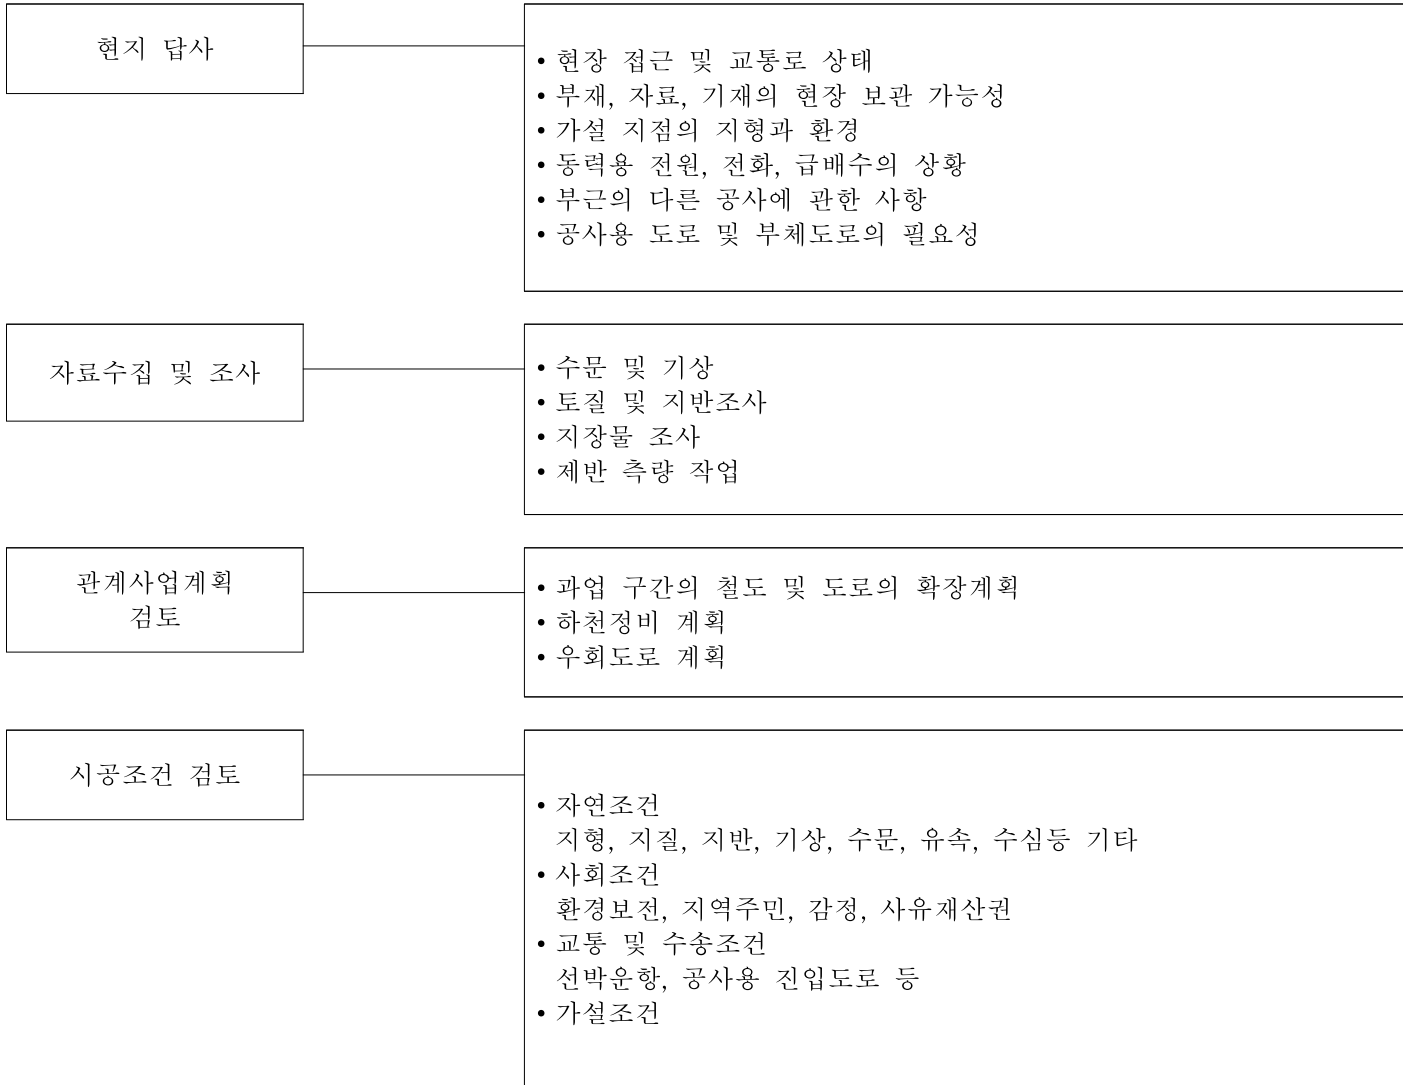 현지 답사
• 현장 접근 및 교통로 상태
• 부재, 자료, 기재의 현장 보관 가능성
• 가설 지점의 지형과 환경
• 동력용 전원, 전화, 급배수의 상황
• 부근의 다른 공사에 관한 사항
• 공사용 도로 및 부체도로의 필요성
자료수집 및 조사
• 수문 및 기상
• 토질 및 지반조사
• 지장물 조사
• 제반 측량 작업
관계사업계획
검토
• 과업 구간의 철도 및 도로의 확장계획
• 하천정비 계획
• 우회도로 계획
시공조건 검토
• 자연조건
지형, 지질, 지반, 기상, 수문, 유속, 수심등 기타
• 사회조건
환경보전, 지역주민, 감정, 사유재산권
• 교통 및 수송조건
선박운항, 공사용 진입도로 등
• 가설조건